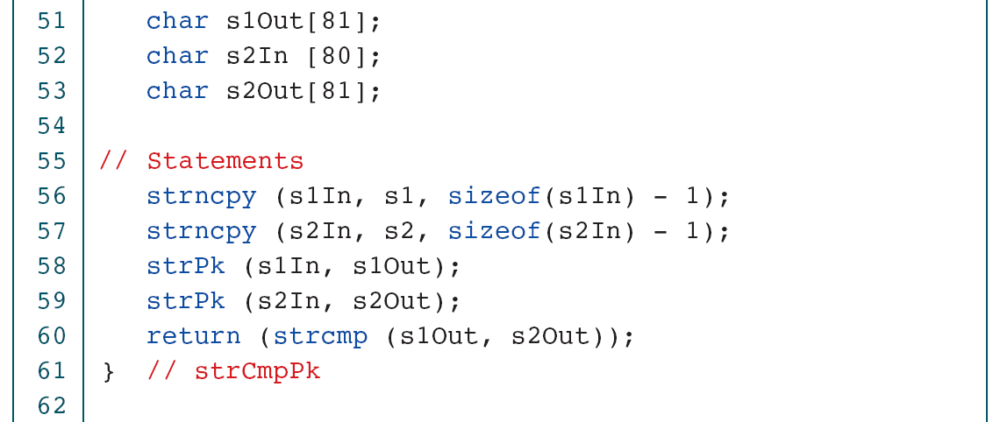 51 char s1Out[81];
52 char s2In [80];
53 char s2Out[81];
54
55 // Statements
56 strncpy (s1In, s1, sizeof(s1In) - 1);
57 strncpy (s2In, s2, sizeof(s2In) - 1);
58 strPk (s1In, s1Out);
59 strPk (s2In, s2Out);
60 return (strcmp (s1Out, s2Out));
61 } // strCmpPk
62